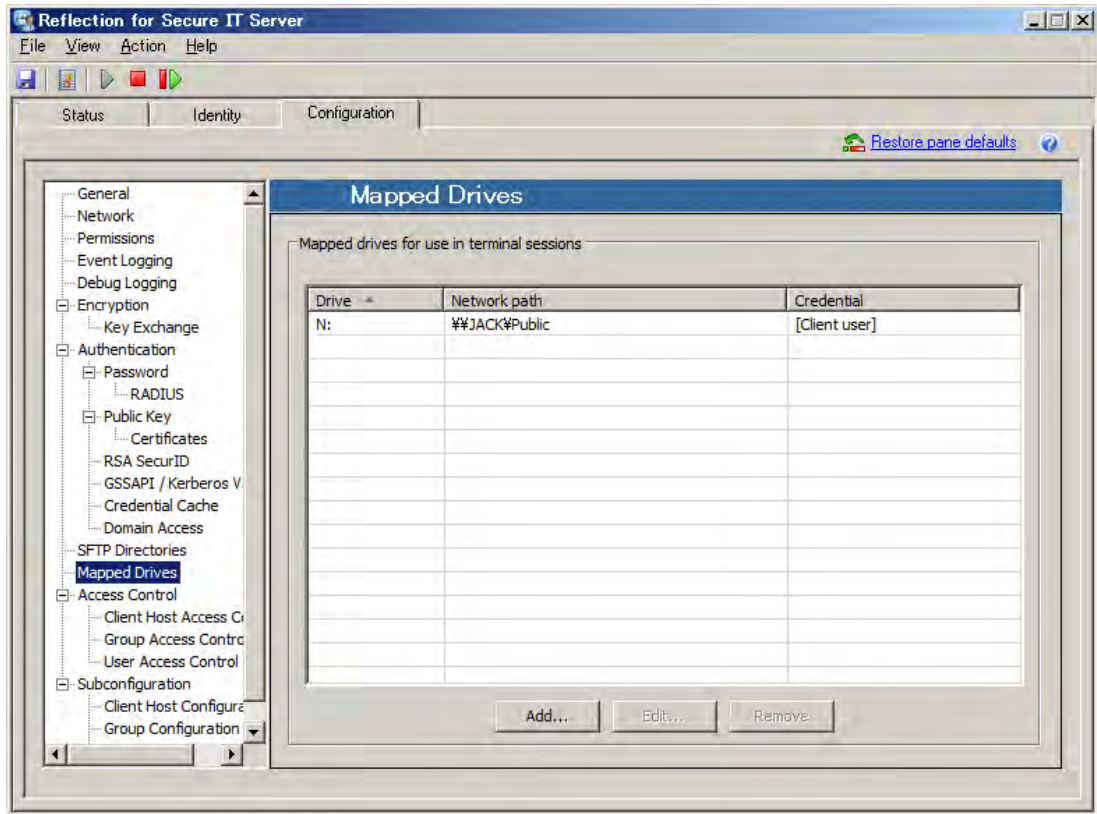 Reflection for Secure IT Server
File View Action Help
Status Identity Configuration
Restore pane defaults
General
Network
Permissions
Event Logging
Debug Logging
Encryption
Key Exchange
Authentication
Password
RADIUS
Public Key
Certificates
RSA SecurID
GSSAPI / Kerberos V
Credential Cache
Domain Access
SFTP Directories
Mapped Drives
Access Control
Client Host Access C
Group Access Contro
User Access Control
Subconfiguration
Client Host Configura
Group Configuration
Mapped Drives
Mapped drives for use in terminal sessions
Drive Network path Credential
N: ¥¥JACK¥Public [Client user]
Add... Edit... Remove